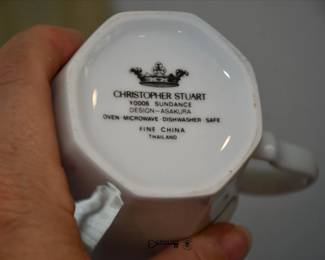 CHRISTOPHER STUART
Y0006 SUNDANCE
DESIGN—ASAKURA
OVEN-MICROWAVE-DISHWASHER SAFE
FINE CHINA
THAILAND